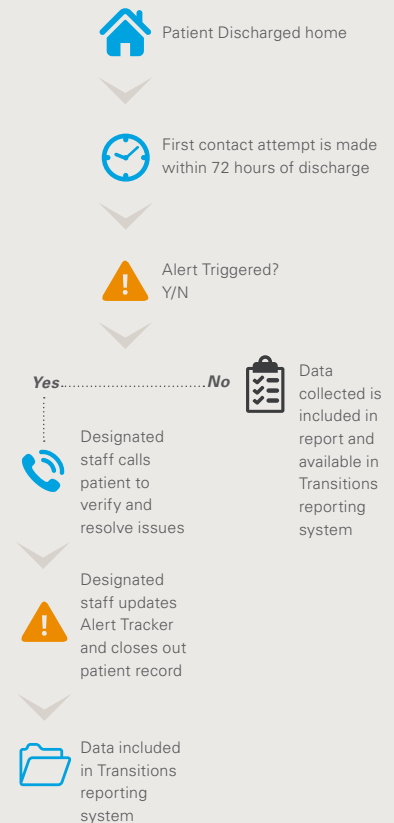 Patient Discharged home
First contact attempt is made
within 72 hours of discharge
Alert Triggered?
Y/N
Yes
No
Data
collected is
included in
report and
available in
Transitions
reporting
system
Designated
staff calls
patient to
verify and
resolve issues
Designated
staff updates
Alert Tracker
and closes out
patient record
Data included
in Transitions
reporting
system